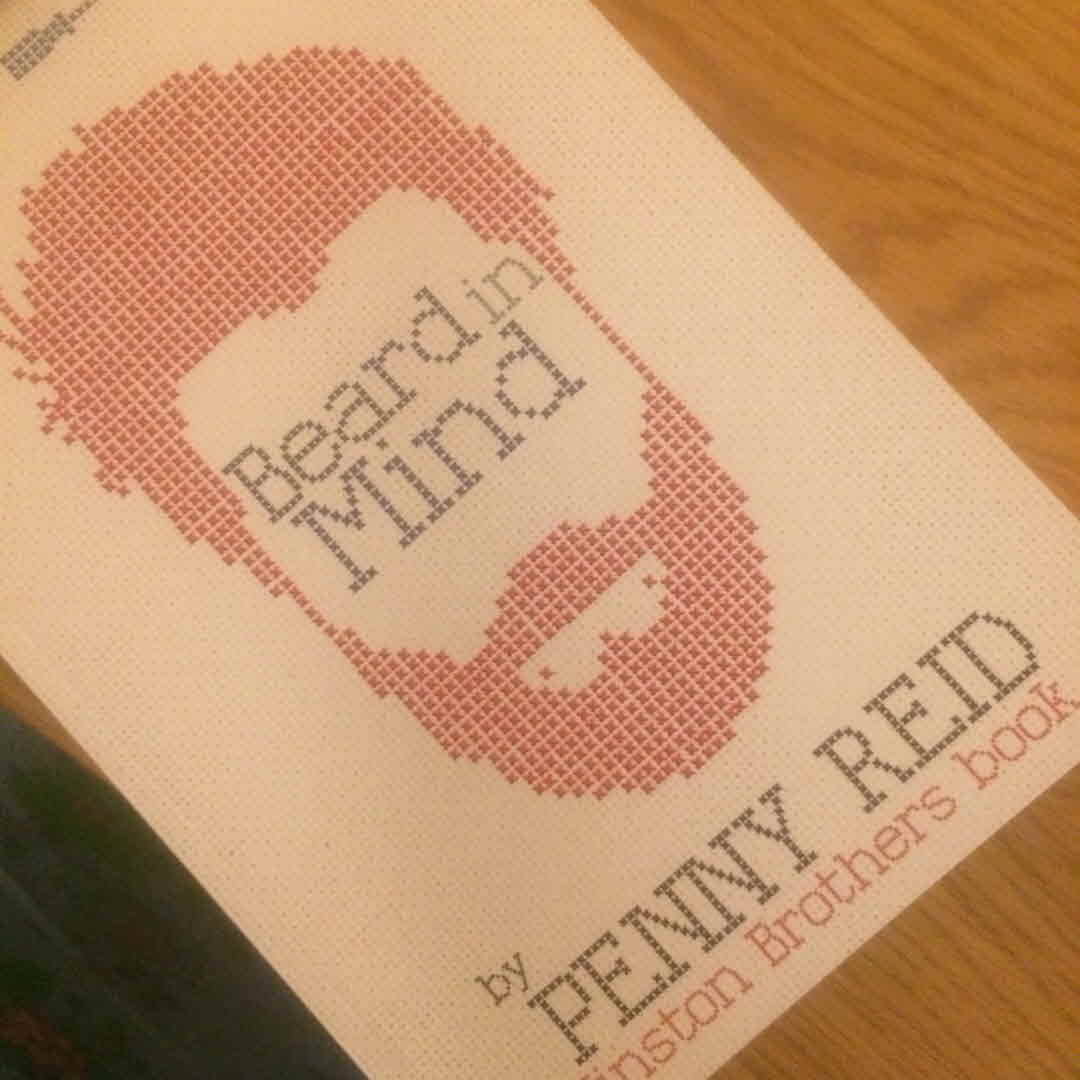 Beard in
Mind
by
PENNY REID
inston Brothers book